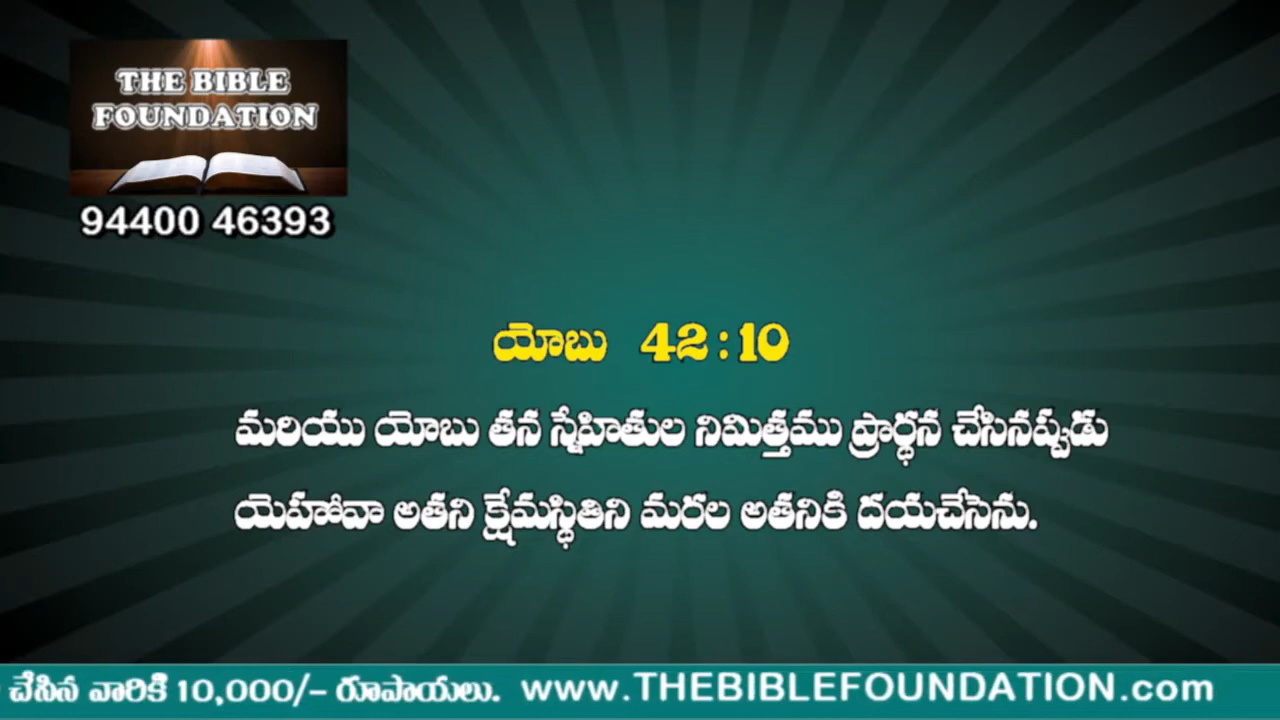 THE BIBLE
FOUNDATION
94400 46393
యోబు 42:10
మరియు యోబు తన స్నేహితుల నిమిత్తము ప్రార్థన చేసినప్పుడు
యెహోవా అతని క్షేమస్థితిని మరల అతనికి దయచేసెను.
చేసిన వారికి 10,000/- రూపాయలు. www.THEBIBLEFOUNDATION.com